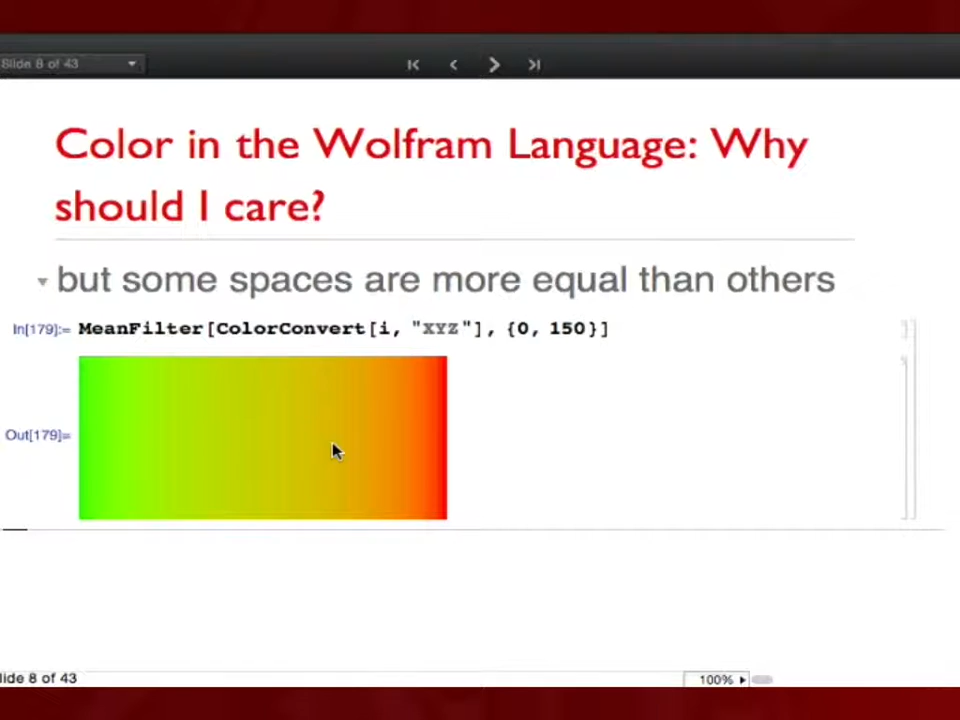 Slide 8 of 43
Color in the Wolfram Language: Why
should I care?
but some spaces are more equal than others
In[179]:= MeanFilter[ColorConvert[i, "XYZ"], {0, 150}]
Out[179]=
lide 8 of 43
100%